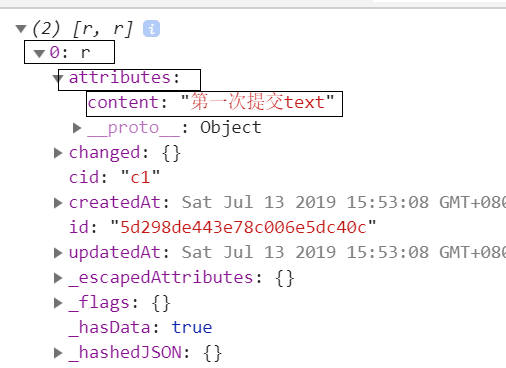 (2) [r, r] i
0: r
attributes:
content: "第一次提交text"
__proto__: Object
changed: {}
cid: "c1"
createdAt: Sat Jul 13 2019 15:53:08 GMT+080
id: "5d298de443e78c006e5dc40c"
updatedAt: Sat Jul 13 2019 15:53:08 GMT+080
_escapedAttributes: {}
_flags: {}
_hasData: true
_hashedJSON: {}